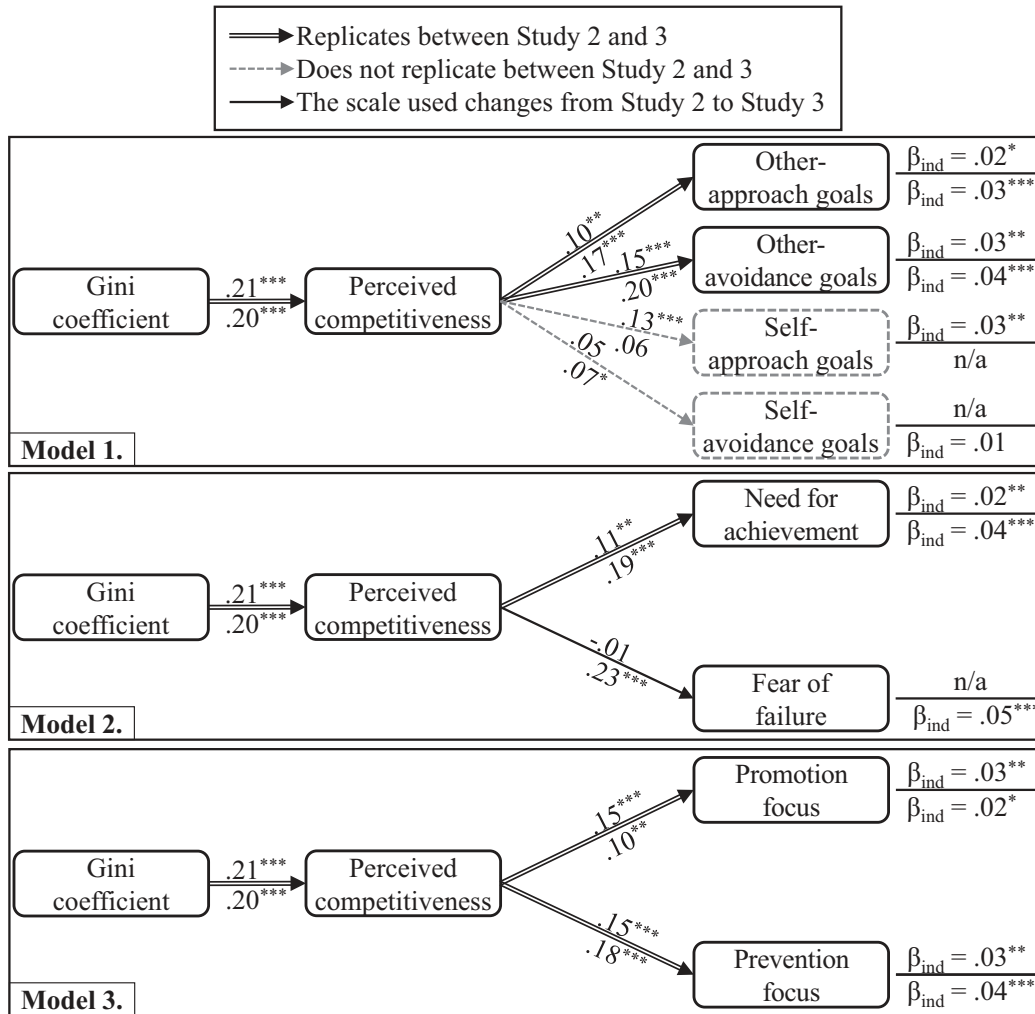 Replicates between Study 2 and 3
Does not replicate between Study 2 and 3
The scale used changes from Study 2 to Study 3
Gini
coefficient
.21***
.20***
Perceived
competitiveness
.10**
.17***
.15***
.20***
.13***
.06
.05
.07*
Other-
approach goals
βind = .02*
βind = .03***
Other-
avoidance goals
βind = .03**
βind = .04***
Self-
approach goals
βind = .03**
n/a
Self-
avoidance goals
n/a
βind = .01
Model 1.
Gini
coefficient
.21***
.20***
Perceived
competitiveness
.11**
.19***
-.01
.23***
Need for
achievement
βind = .02**
βind = .04***
Fear of
failure
n/a
βind = .05***
Model 2.
Gini
coefficient
.21***
.20***
Perceived
competitiveness
.15***
.10**
.15***
.18***
Promotion
focus
βind = .03**
βind = .02*
Prevention
focus
βind = .03**
βind = .04***
Model 3.